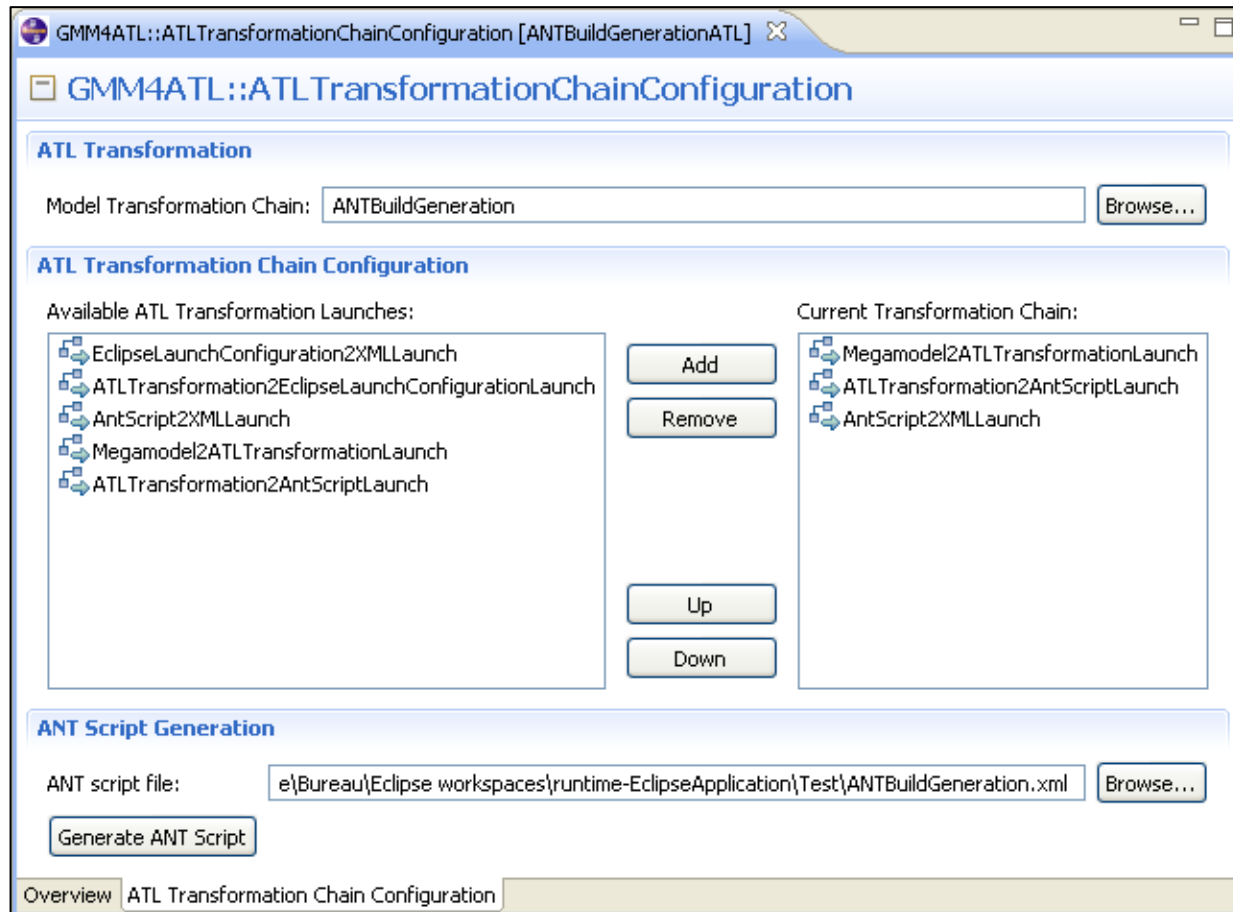 GMM4ATL::ATLTransformationChainConfiguration [ANTBuildGenerationATL]
GMM4ATL::ATLTransformationChainConfiguration
ATL Transformation
Model Transformation Chain: ANTBuildGeneration Browse...
ATL Transformation Chain Configuration
Available ATL Transformation Launches:
EclipseLaunchConfiguration2XMLLaunch
ATLTransformation2EclipseLaunchConfigurationLaunch
AntScript2XMLLaunch
Megamodel2ATLTransformationLaunch
ATLTransformation2AntScriptLaunch
Add
Remove
Up
Down
Current Transformation Chain:
Megamodel2ATLTransformationLaunch
ATLTransformation2AntScriptLaunch
AntScript2XMLLaunch
ANT Script Generation
ANT script file: e\Bureau\Eclipse workspaces\runtime-EclipseApplication\Test\ANTBuildGeneration.xml Browse...
Generate ANT Script
Overview ATL Transformation Chain Configuration